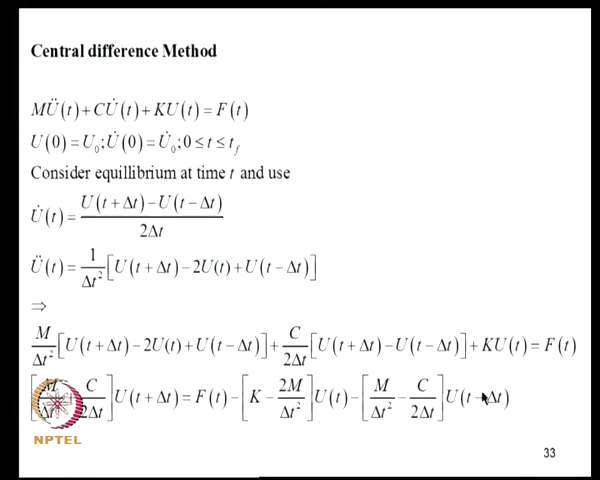 Central difference Method
MÜ(t)+CU̇(t)+KU(t)=F(t)
U(0)=U₀;U̇(0)=U̇₀;0≤t≤t_f
Consider equillibrium at time t and use
U̇(t)=(U(t+Δt)−U(t−Δt))/(2Δt)
Ü(t)=1/Δt²[U(t+Δt)−2U(t)+U(t−Δt)]
⇒
M/Δt²[U(t+Δt)−2U(t)+U(t−Δt)]+C/(2Δt)[U(t+Δt)−U(t−Δt)]+KU(t)=F(t)
[M/Δt C/(2Δt)]U(t+Δt)=F(t)−[K−2M/Δt²]U(t)−[M/Δt²−C/(2Δt)]U(t−Δt)
NPTEL
33